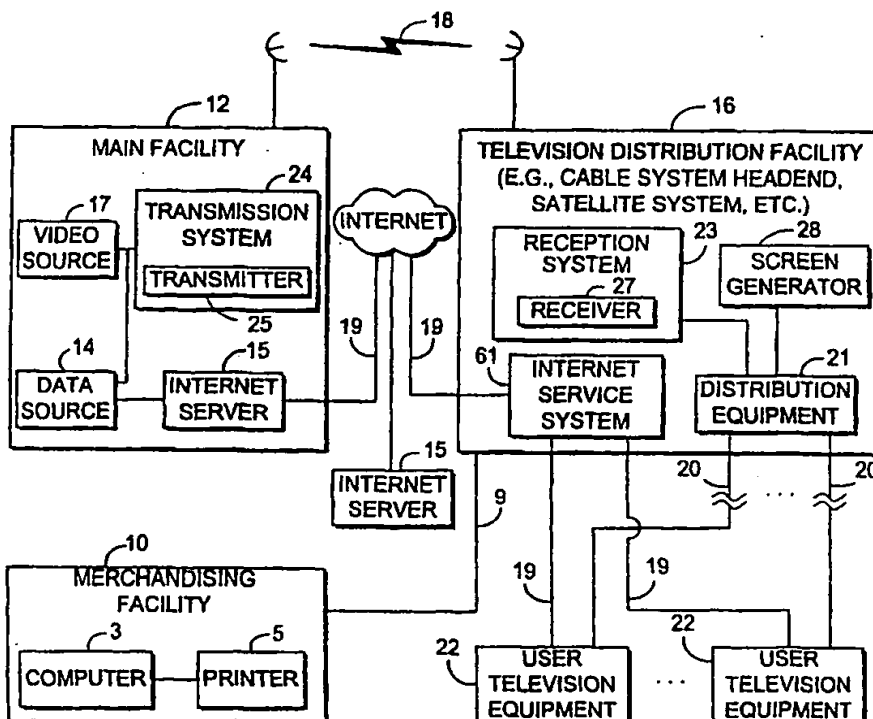 18
12
MAIN FACILITY
24
17
VIDEO
SOURCE
TRANSMISSION
SYSTEM
TRANSMITTER
25
14
DATA
SOURCE
15
INTERNET
SERVER
INTERNET
19
19
15
INTERNET
SERVER
16
TELEVISION DISTRIBUTION FACILITY
(E.G., CABLE SYSTEM HEADEND,
SATELLITE SYSTEM, ETC.)
RECEPTION
SYSTEM
23
27
RECEIVER
28
SCREEN
GENERATOR
61
INTERNET
SERVICE
SYSTEM
21
DISTRIBUTION
EQUIPMENT
20
...
20
9
19
19
10
MERCHANDISING
FACILITY
3
COMPUTER
5
PRINTER
22
USER
TELEVISION
EQUIPMENT
...
22
USER
TELEVISION
EQUIPMENT